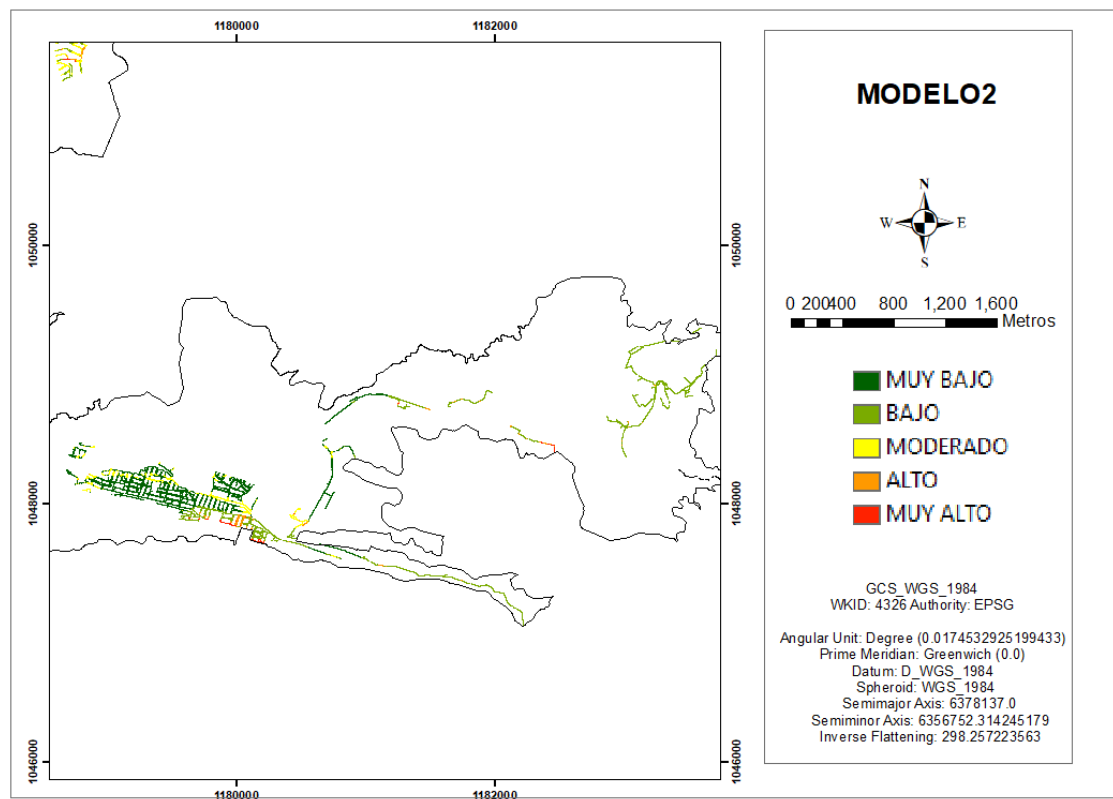 1180000
1182000
1050000
1050000
1048000
1048000
1046000
1046000
1180000
1182000
MODELO2
N
W
E
S
0 200400 800 1,200 1,600
Metros
MUY BAJO
BAJO
MODERADO
ALTO
MUY ALTO
GCS_WGS_1984
WKID: 4326 Authority: EPSG
Angular Unit: Degree (0.0174532925199433)
Prime Meridian: Greenwich (0.0)
Datum: D_WGS_1984
Spheroid: WGS_1984
Semimajor Axis: 6378137.0
Semiminor Axis: 6356752.314245179
Inverse Flattening: 298.257223563